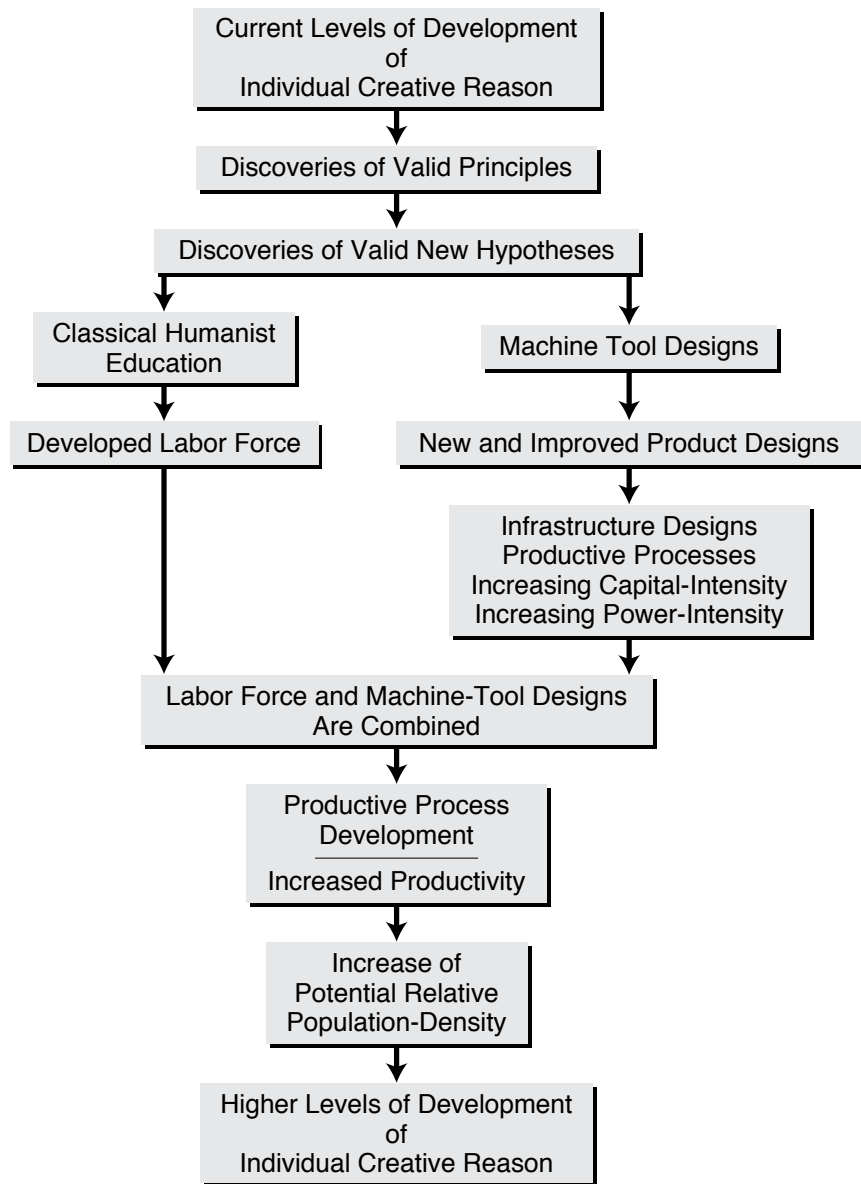 Current Levels of Development
of
Individual Creative Reason
Discoveries of Valid Principles
Discoveries of Valid New Hypotheses
Classical Humanist
Education
Machine Tool Designs
Developed Labor Force
New and Improved Product Designs
Infrastructure Designs
Productive Processes
Increasing Capital-Intensity
Increasing Power-Intensity
Labor Force and Machine-Tool Designs
Are Combined
Productive Process
Development
Increased Productivity
Increase of
Potential Relative
Population-Density
Higher Levels of Development
of
Individual Creative Reason